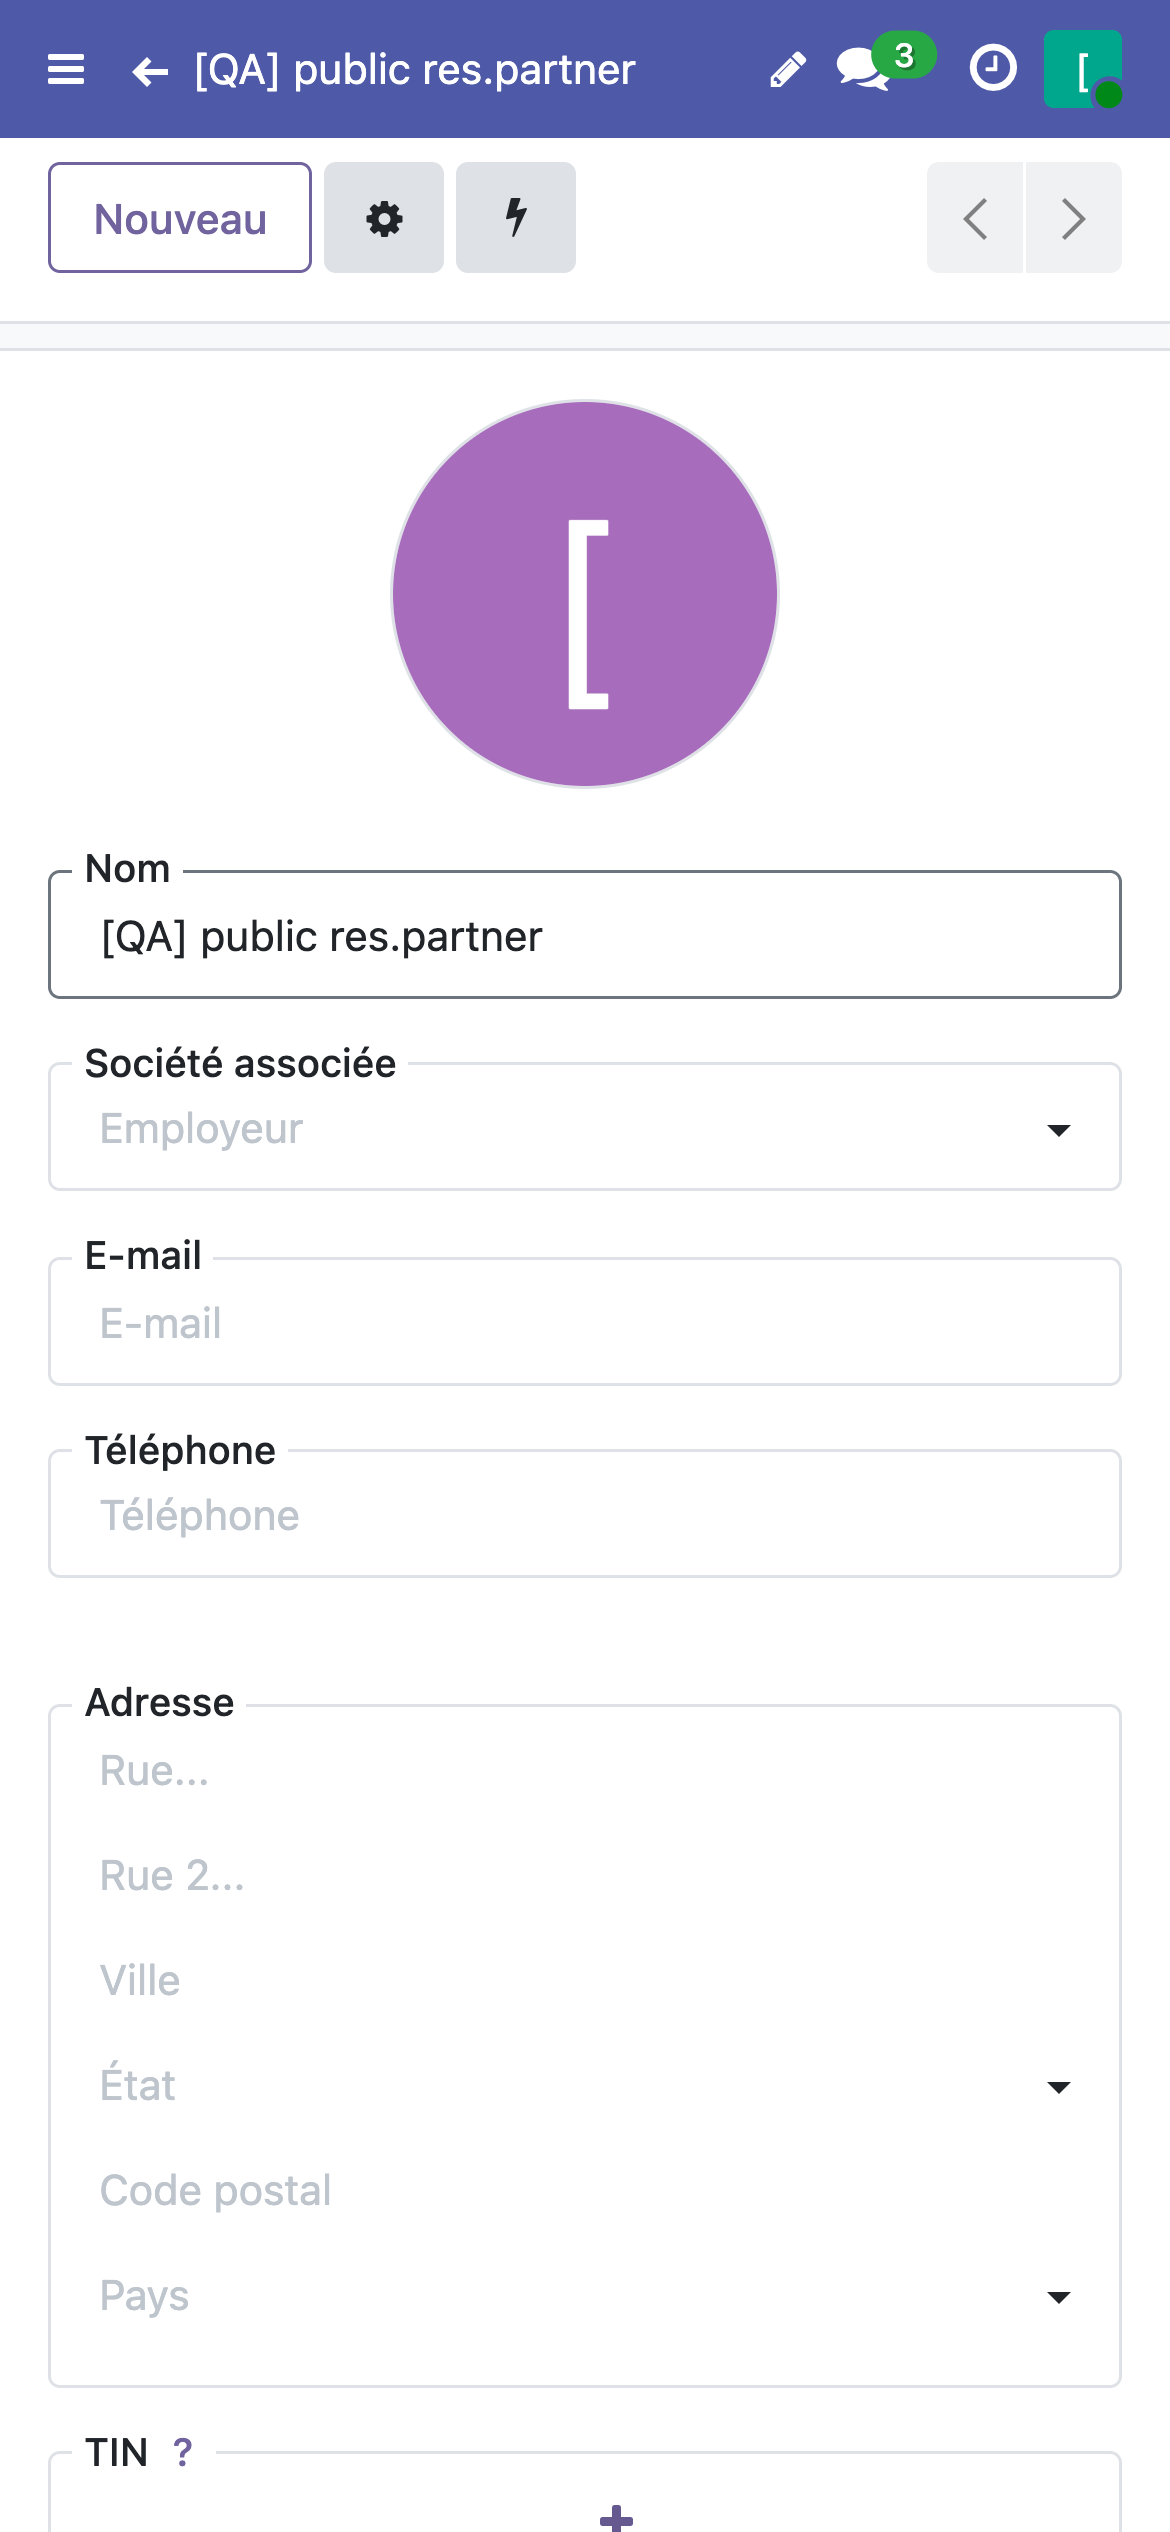 [QA] public res.partner
3
[
Nouveau
[
Nom
[QA] public res.partner
Société associée
Employeur
E-mail
E-mail
Téléphone
Téléphone
Adresse
Rue...
Rue 2...
Ville
État
Code postal
Pays
TIN ?